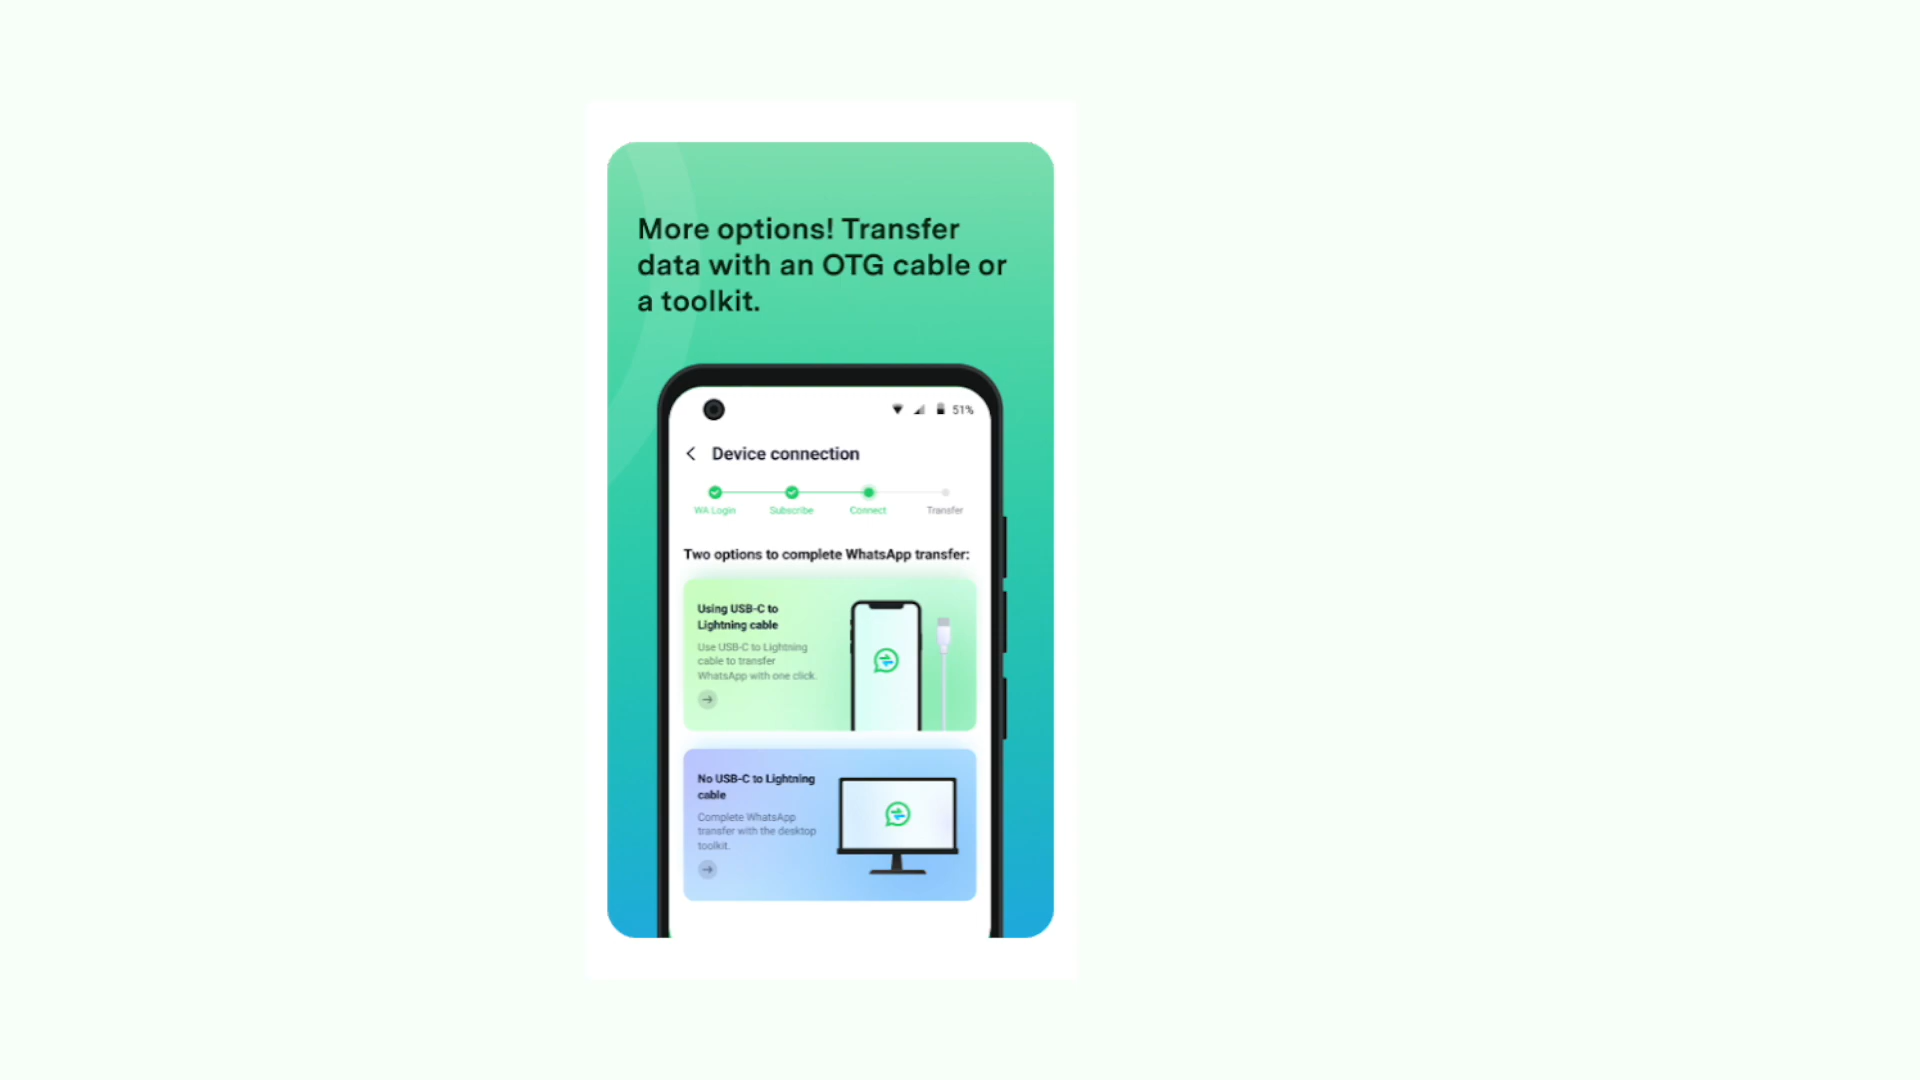 More options! Transfer
data with an OTG cable or
a toolkit.
51%
Device connection
WA Login
Subscribe
Connect
Transfer
Two options to complete WhatsApp transfer:
Using USB-C to
Lightning cable
Use USB-C to Lightning
cable to transfer
WhatsApp with one click.
No USB-C to Lightning
cable
Complete WhatsApp
transfer with the desktop
toolkit.